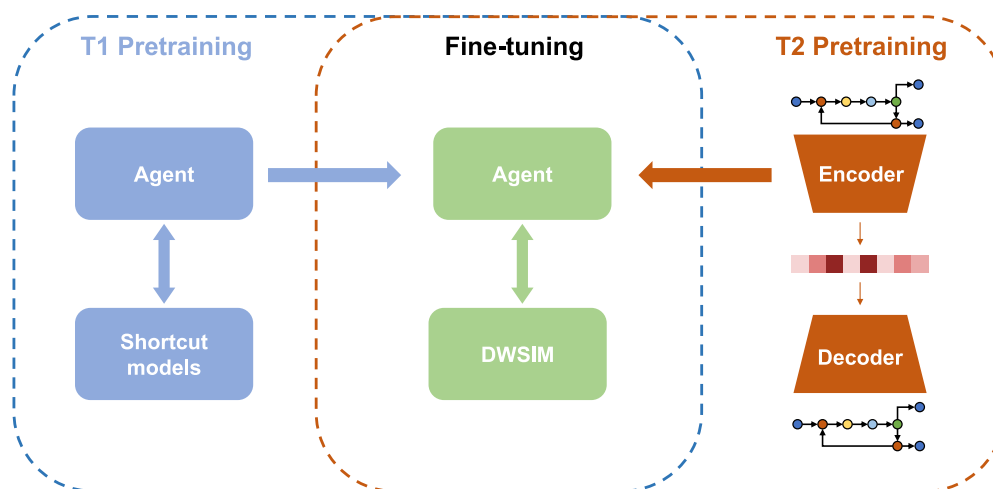 T1 Pretraining
Fine-tuning
T2 Pretraining
Agent
Agent
Encoder
Shortcut
models
DWSIM
Decoder